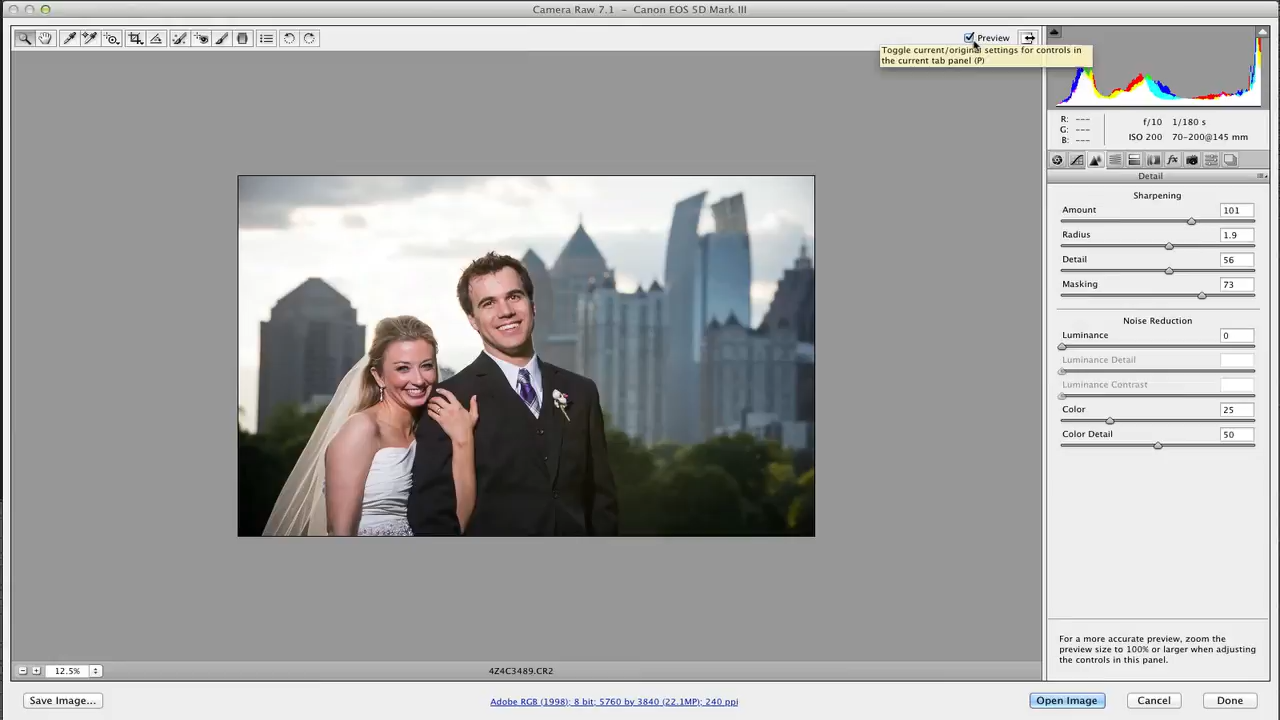 Camera Raw 7.1 – Canon EOS 5D Mark III
Preview
Toggle current/original settings for controls in
the current tab panel (P)
R: ---
G: ---
B: ---
f/10 1/180 s
ISO 200 70-200@145 mm
fx
Detail
Sharpening
Amount 101
Radius 1.9
Detail 56
Masking 73
Noise Reduction
Luminance 0
Luminance Detail
Luminance Contrast
Color 25
Color Detail 50
For a more accurate preview, zoom the
preview size to 100% or larger when adjusting
the controls in this panel.
12.5%
4Z4C3489.CR2
Save Image...
Adobe RGB (1998); 8 bit; 5760 by 3840 (22.1MP); 240 ppi
Open Image
Cancel
Done